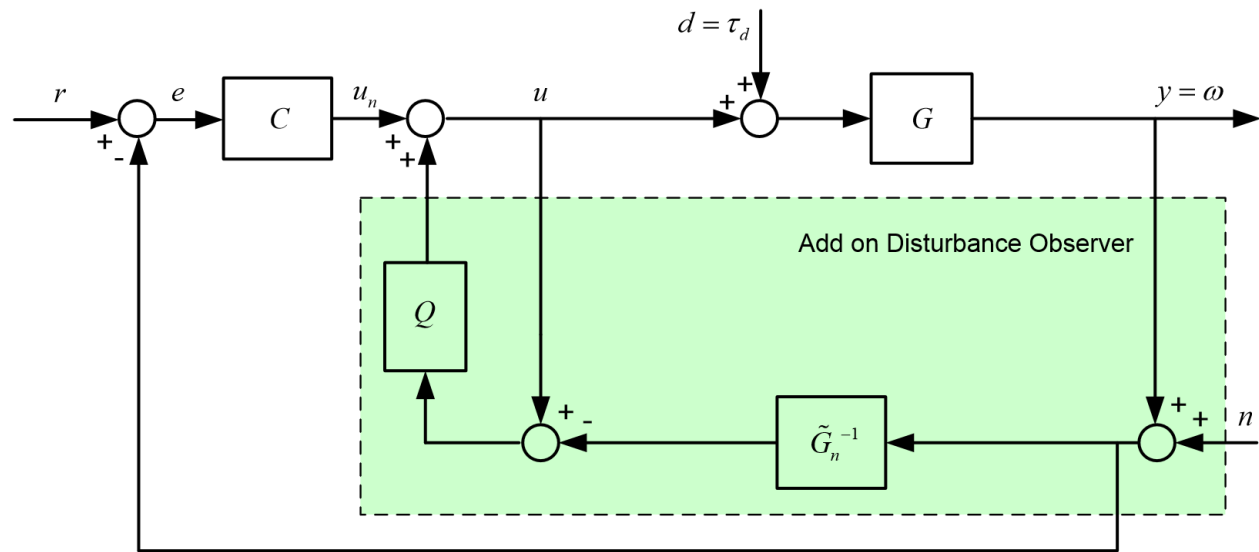 d = τ_d
r
e
C
u_n
u
G
y = ω
+
-
+
+
+
+
Add on Disturbance Observer
Q
+
-
G̃_n^{-1}
+
+
n